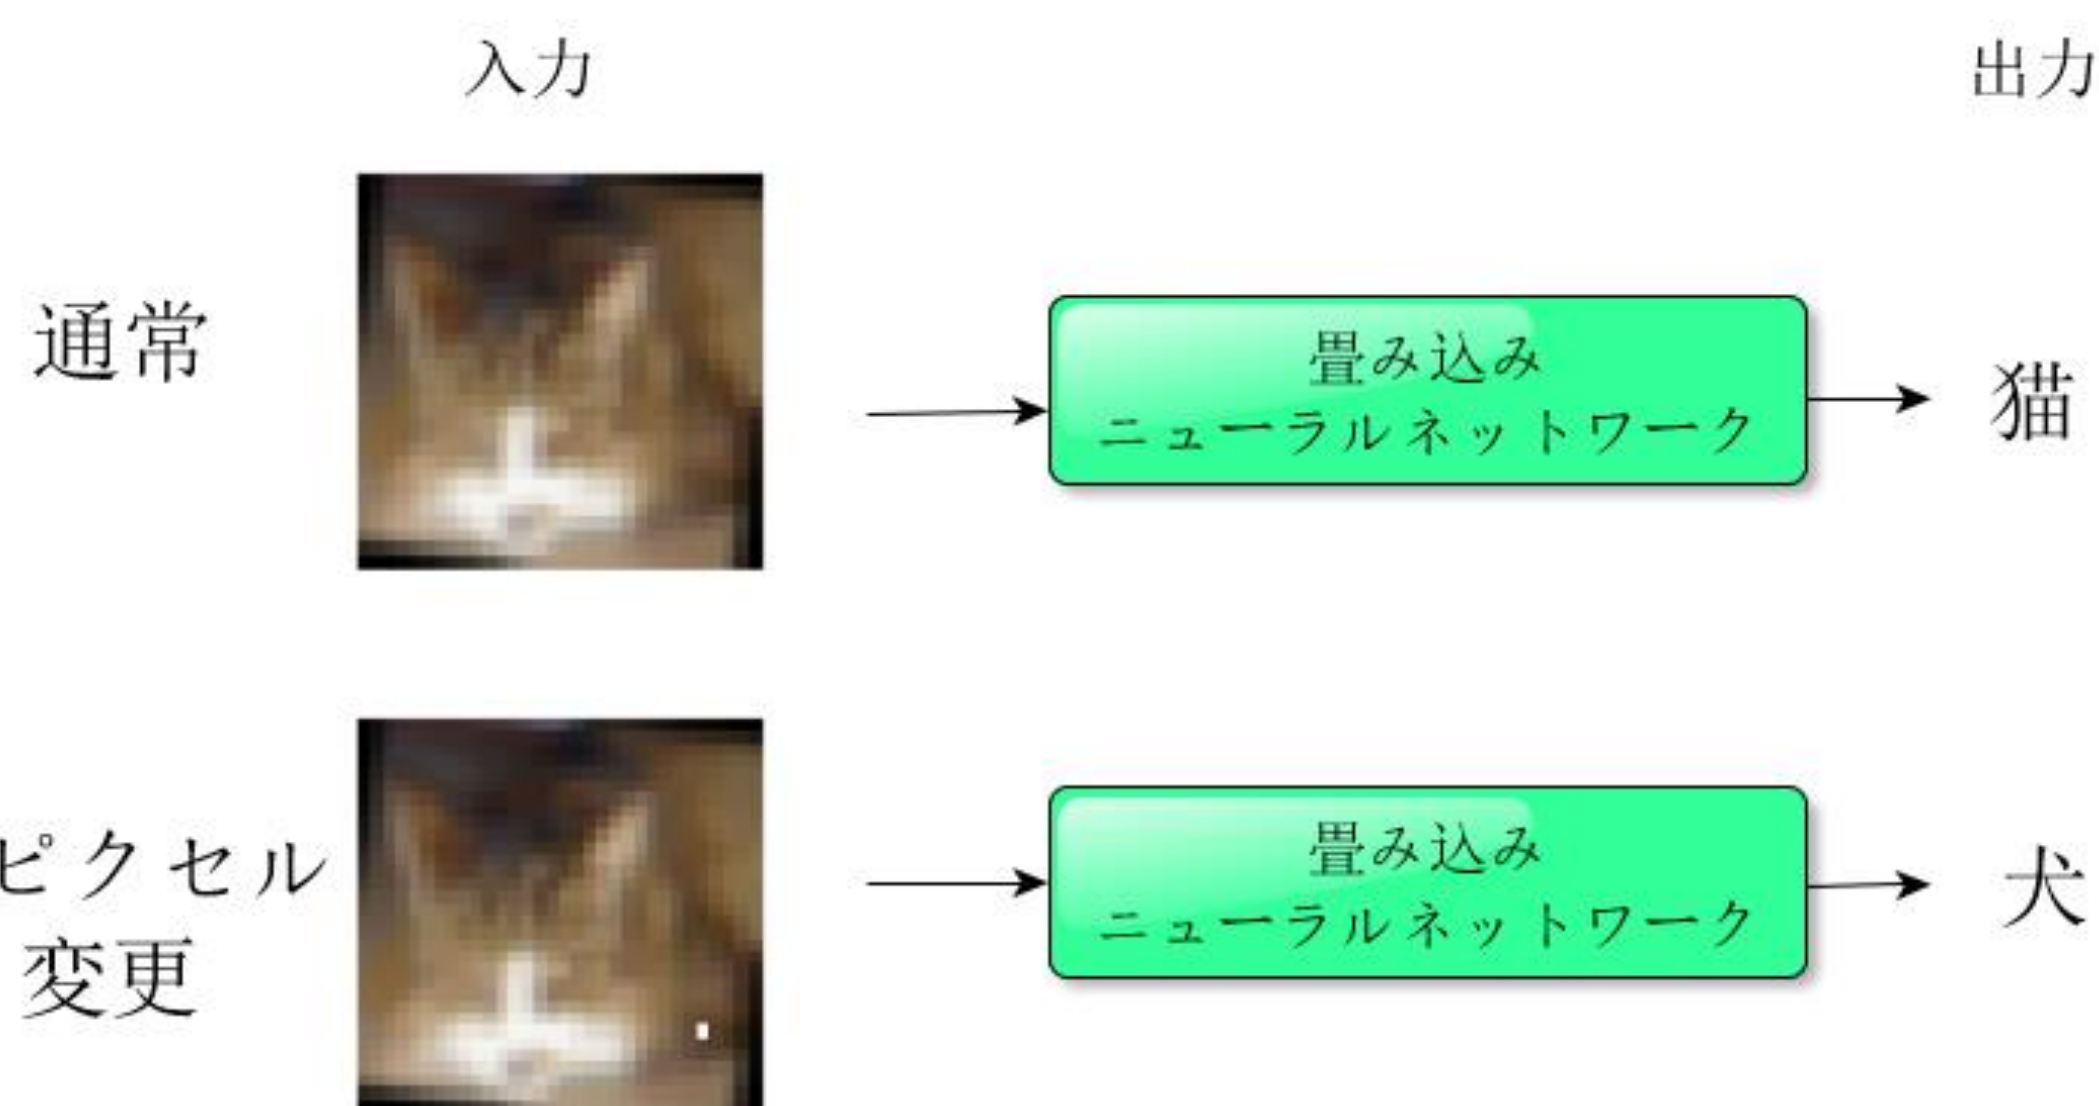 入力
出力
通常
畳み込み
ニューラルネットワーク
猫
ピクセル
変更
畳み込み
ニューラルネットワーク
犬